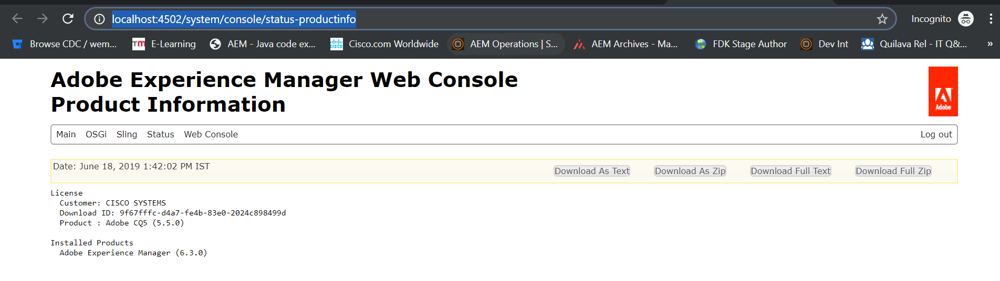 localhost:4502/system/console/status-productinfo
Incognito
Browse CDC / wem...
E-Learning
AEM - Java code ex...
Cisco.com Worldwide
AEM Operations | S...
AEM Archives - Ma...
FDK Stage Author
Dev Int
Quilava Rel - IT Q&...
»
Adobe Experience Manager Web Console
Product Information
Adobe
Main OSGi Sling Status Web Console Log out
Date: June 18, 2019 1:42:02 PM IST
Download As Text Download As Zip Download Full Text Download Full Zip
License
Customer: CISCO SYSTEMS
Download ID: 9f67fffc-d4a7-fe4b-83e0-2024c898499d
Product : Adobe CQ5 (5.5.0)
Installed Products
Adobe Experience Manager (6.3.0)